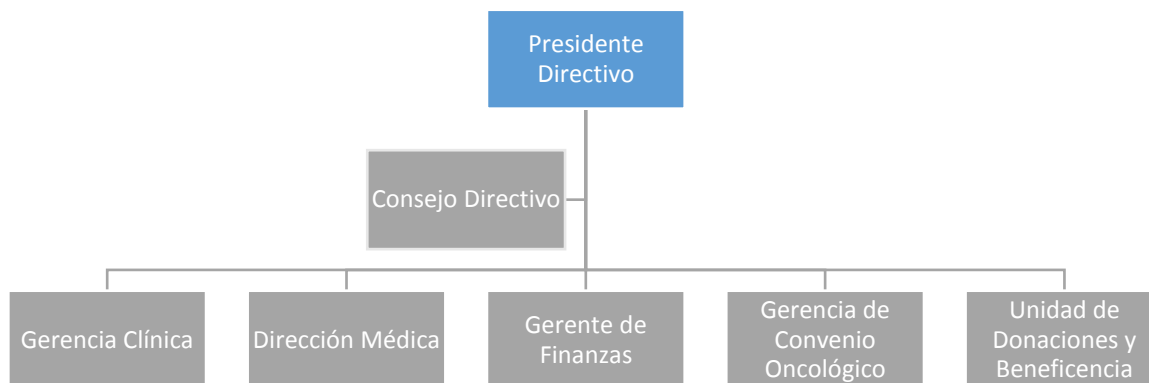 Presidente
Directivo
Consejo Directivo
Gerencia Clínica
Dirección Médica
Gerente de
Finanzas
Gerencia de
Convenio
Oncológico
Unidad de
Donaciones y
Beneficencia